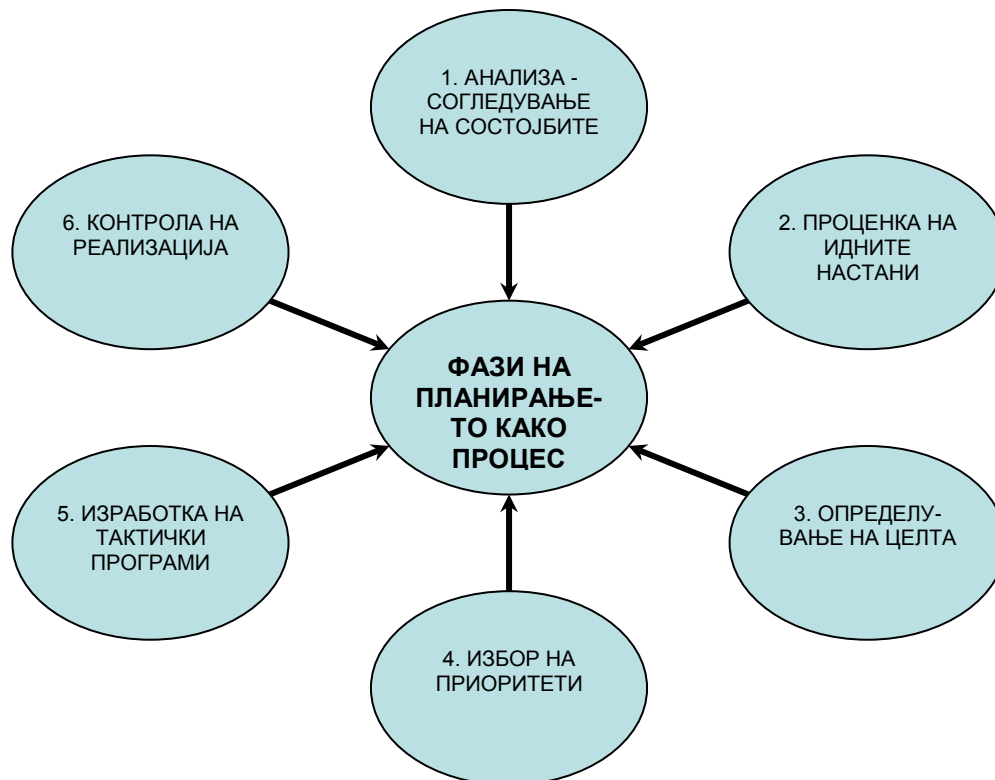 1. АНАЛИЗА -
СОГЛЕДУВАЊЕ
НА СОСТОЈБИТЕ
2. ПРОЦЕНКА НА
ИДНИТЕ
НАСТАНИ
3. ОПРЕДЕЛУ-
ВАЊЕ НА ЦЕЛТА
4. ИЗБОР НА
ПРИОРИТЕТИ
5. ИЗРАБОТКА НА
ТАКТИЧКИ
ПРОГРАМИ
6. КОНТРОЛА НА
РЕАЛИЗАЦИЈА
ФАЗИ НА
ПЛАНИРАЊЕ-
ТО КАКО
ПРОЦЕС